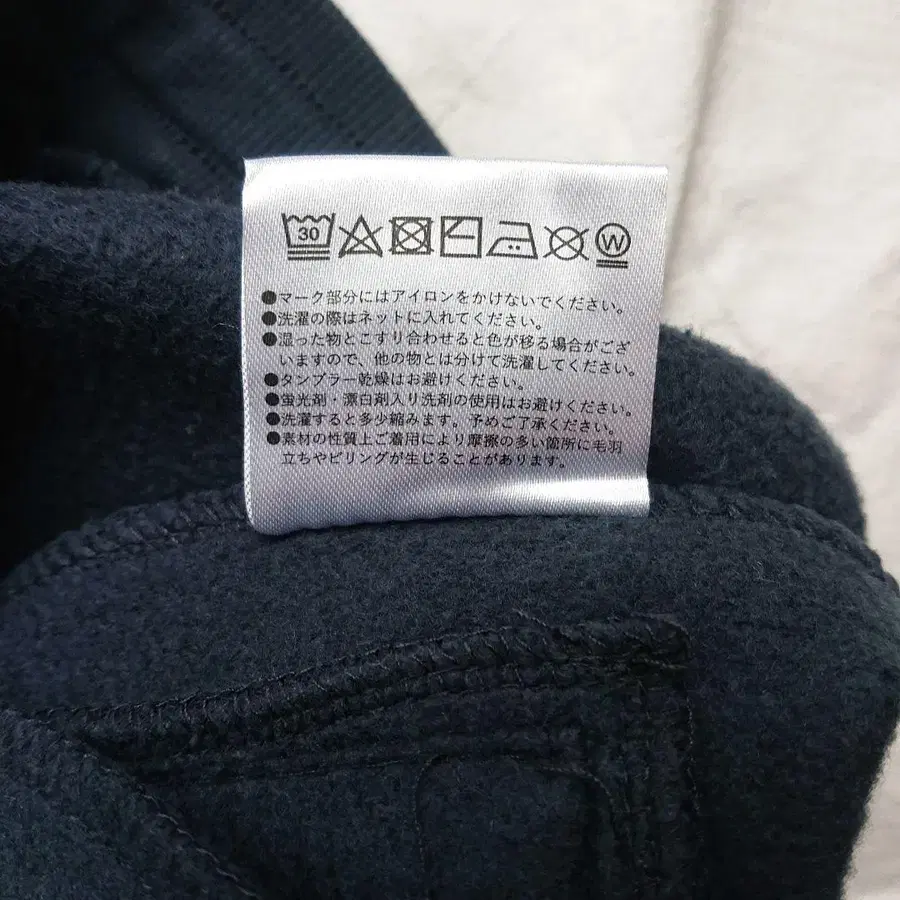 30 W
●マーク部分にはアイロンをかけないでください。
●洗濯の際はネットに入れてください。
●湿った物とこすり合わせると色が移る場合がござ
いますので、他の物とは分けて洗濯してください。
●タンブラー乾燥はお避けください。
●蛍光剤・漂白剤入り洗剤の使用はお避けください。
●洗濯すると多少縮みます。予めご了承ください。
●素材の性質上ご着用により摩擦の多い箇所に毛羽
立ちやピリングが生じることがあります。